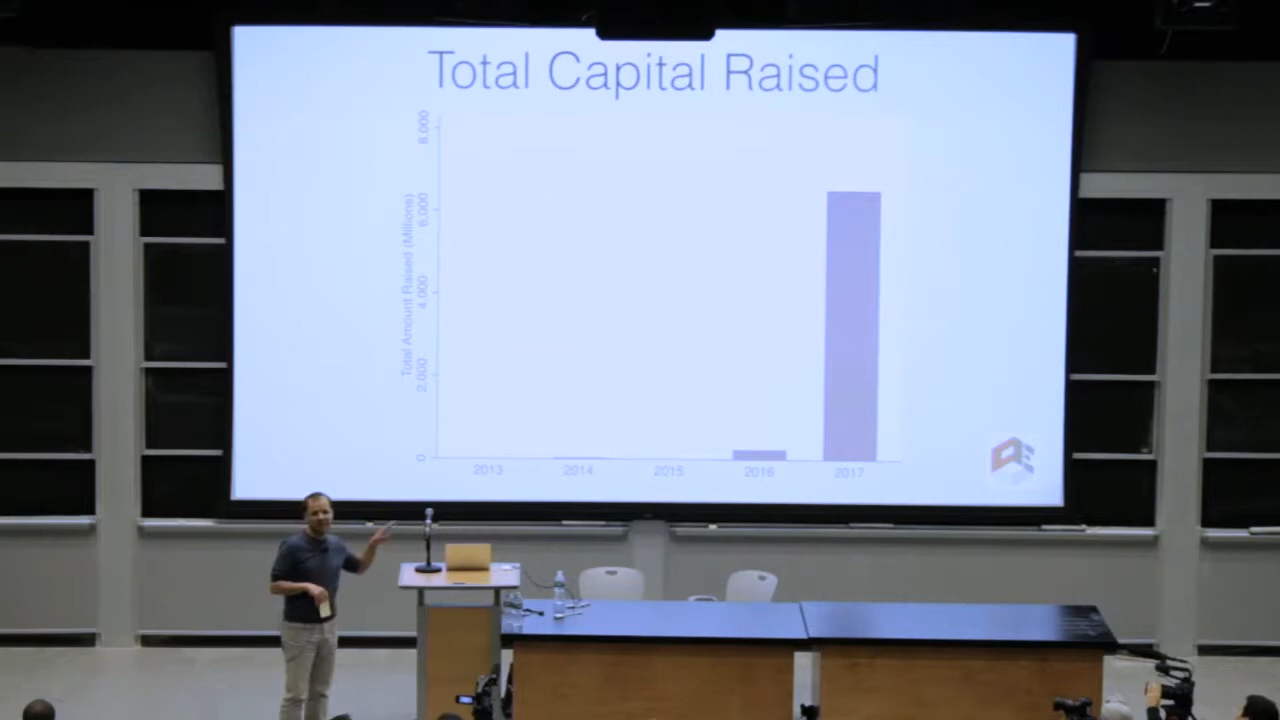 Total Capital Raised
Total Amount Raised (Millions)
8,000
6,000
4,000
2,000
0
2013 2014 2015 2016 2017